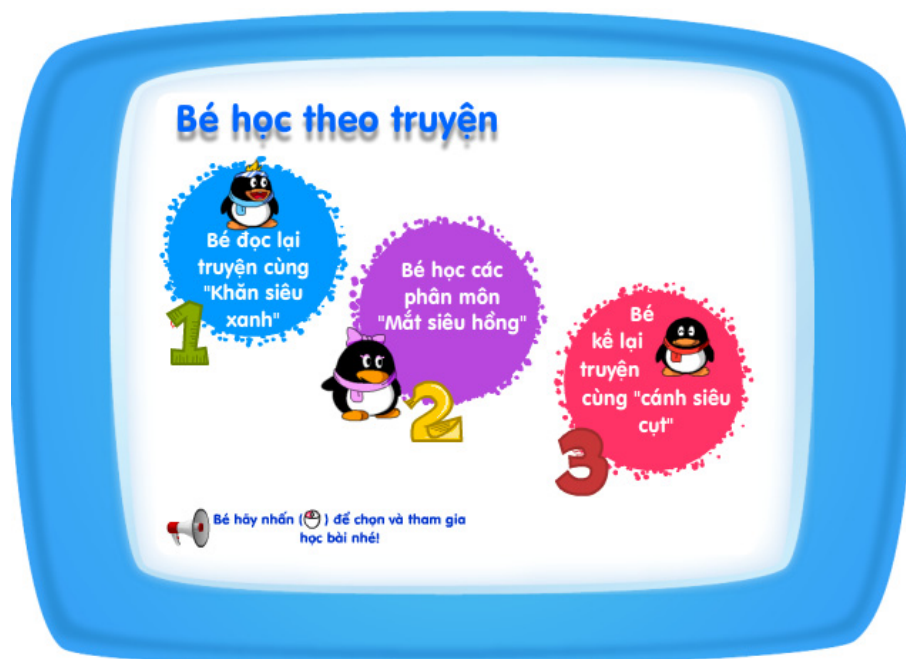 Bé học theo truyện
Bé đọc lại
truyện cùng
"Khăn siêu
xanh"
1
Bé học các
phân môn
"Mắt siêu hồng"
2
Bé
kể lại
truyện
cùng "cánh siêu
cụt"
3
Bé hãy nhấn ( ) để chọn và tham gia
học bài nhé!